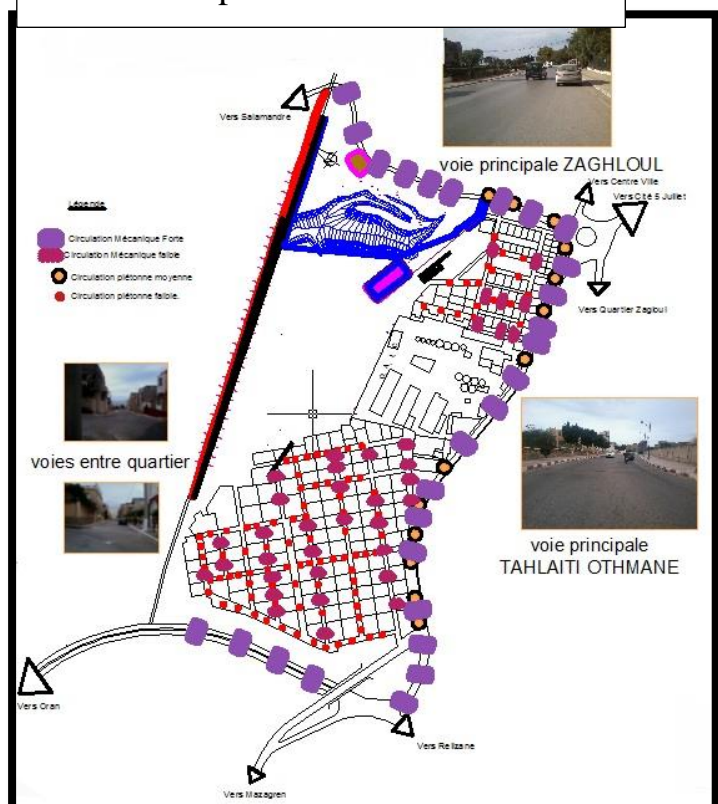 Vers Salamandre
voie principale ZAGHLOUL
Vers Centre Ville
Vers Cité 5 Juillet
Légende
Circulation Mécanique Forte
Circulation Mécanique faible
Circulation piétonne moyenne
Circulation piétonne faible.
Vers Quartier Zagloul
voies entre quartier
voie principale
TAHLAITI OTHMANE
Vers Oran
Vers Relizane
Vers Mazagren